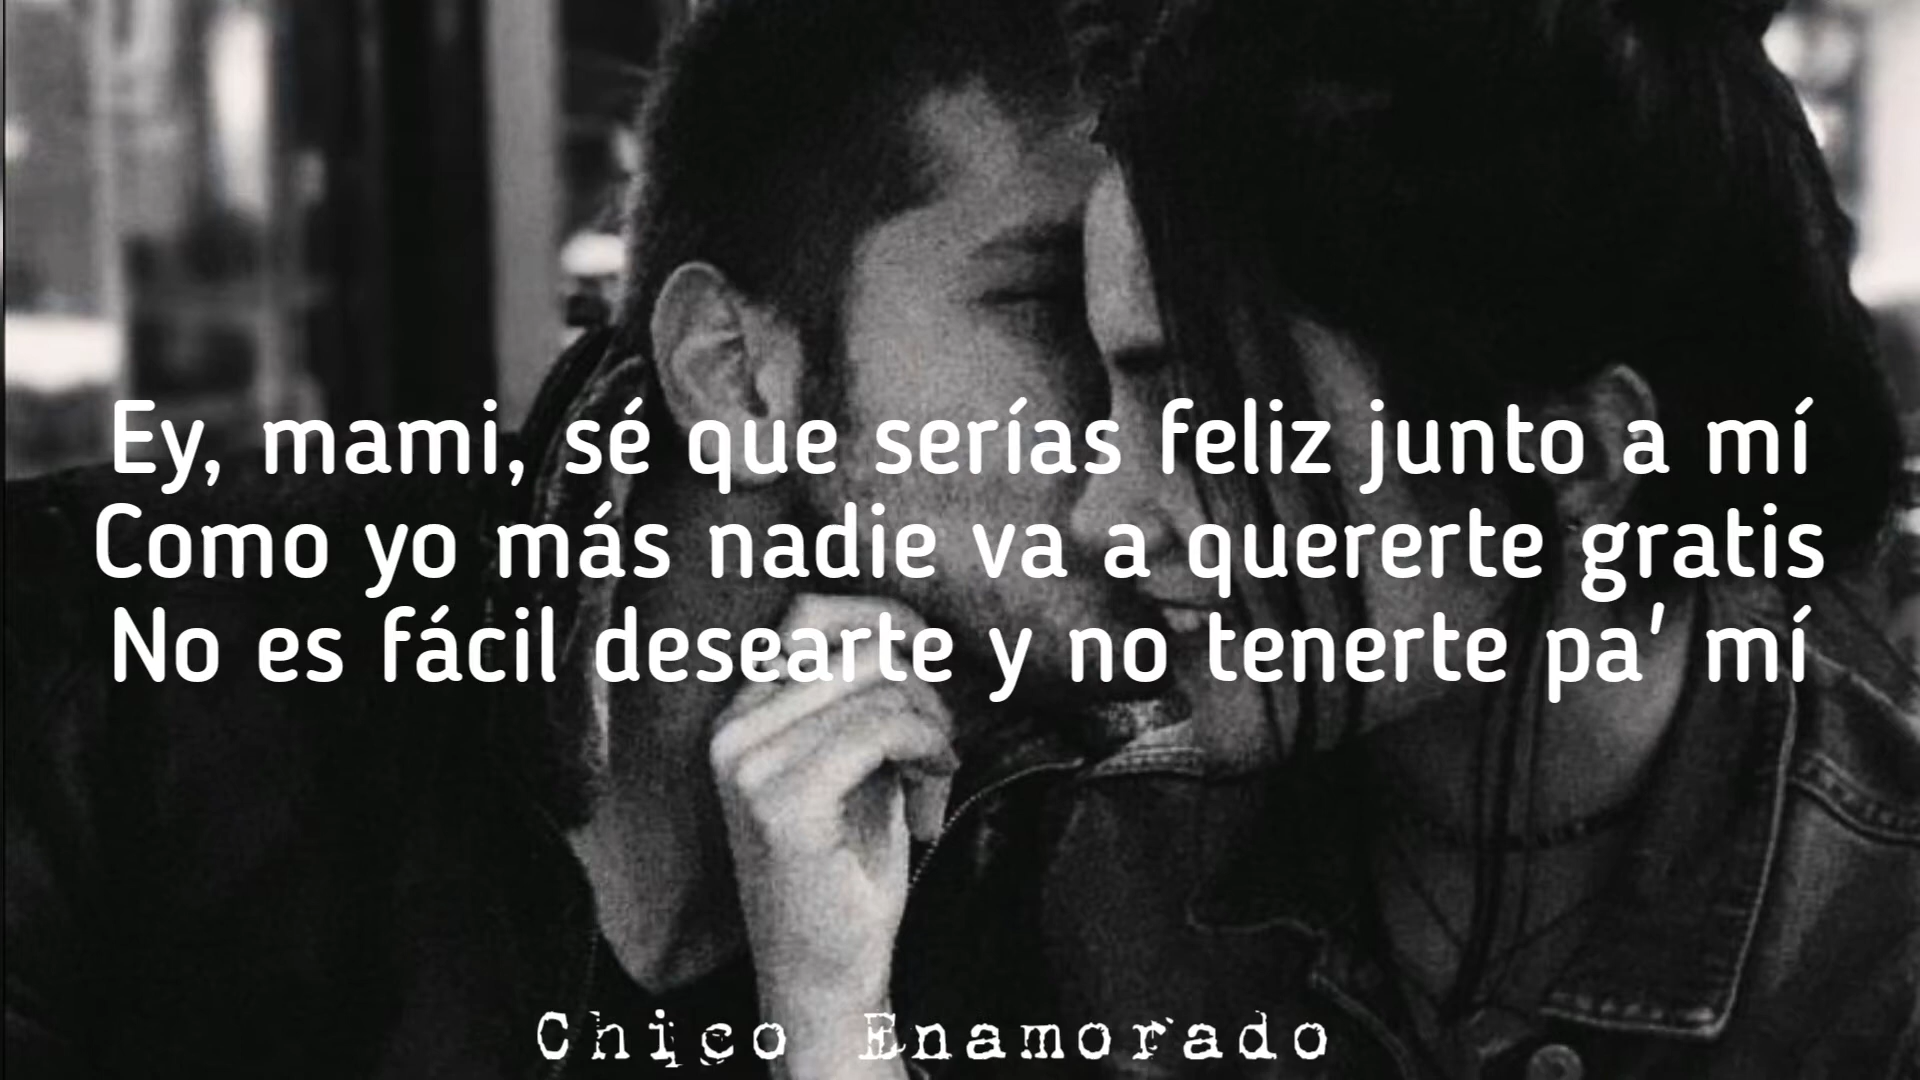 Ey, mami, sé que serías feliz junto a mí
Como yo más nadie va a quererte gratis
No es fácil desearte y no tenerte pa' mí
Chico Enamorado